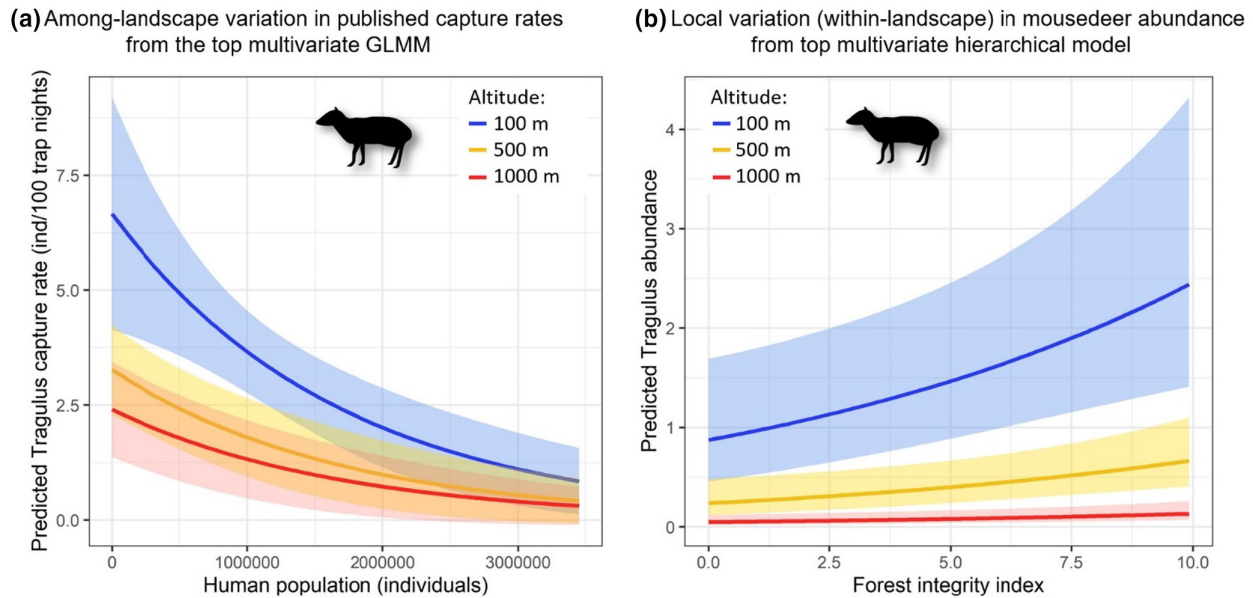 (a) Among-landscape variation in published capture rates
from the top multivariate GLMM
Predicted Tragulus capture rate (ind/100 trap nights)
7.5
5.0
2.5
0.0
Altitude:
100 m
500 m
1000 m
0
1000000
2000000
3000000
Human population (individuals)
(b) Local variation (within-landscape) in mousedeer abundance
from top multivariate hierarchical model
Predicted Tragulus abundance
4
3
2
1
0
Altitude:
100 m
500 m
1000 m
0.0
2.5
5.0
7.5
10.0
Forest integrity index